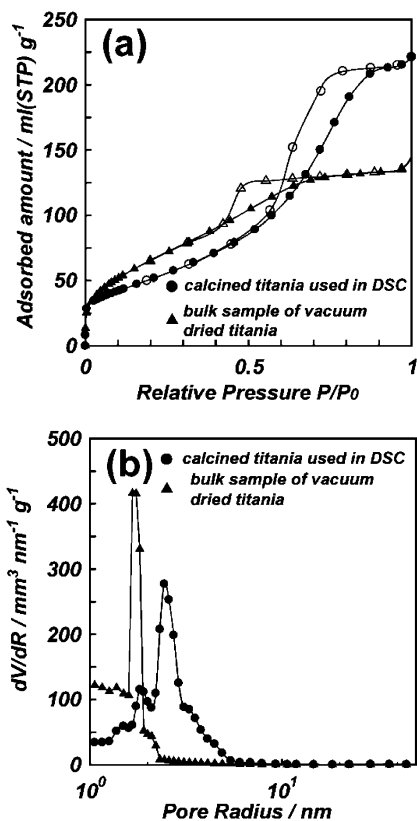 (a)
250
200
150
100
50
0
Adsorbed amount / ml(STP) g-1
calcined titania used in DSC
bulk sample of vacuum
dried titania
0 0.5 1
Relative Pressure P/P0
(b)
500
400
300
200
100
0
dV/dR / mm3 nm-1 g-1
calcined titania used in DSC
bulk sample of vacuum
dried titania
10^0 10^1
Pore Radius / nm